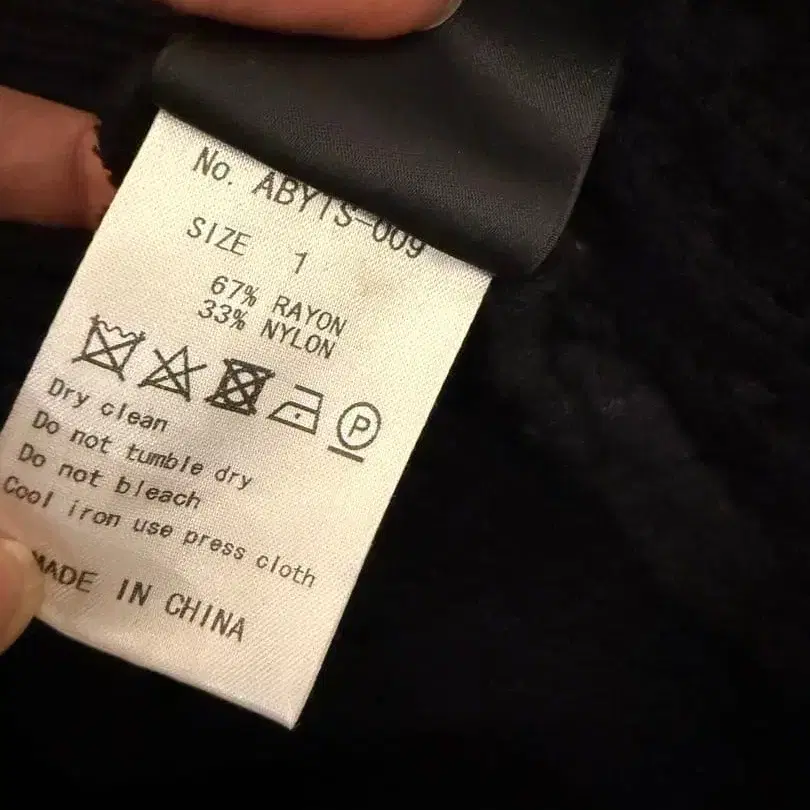 No. ABYTS-009
SIZE 1
67% RAYON
33% NYLON
P
Dry clean
Do not tumble dry
Do not bleach
Cool iron use press cloth
MADE IN CHINA